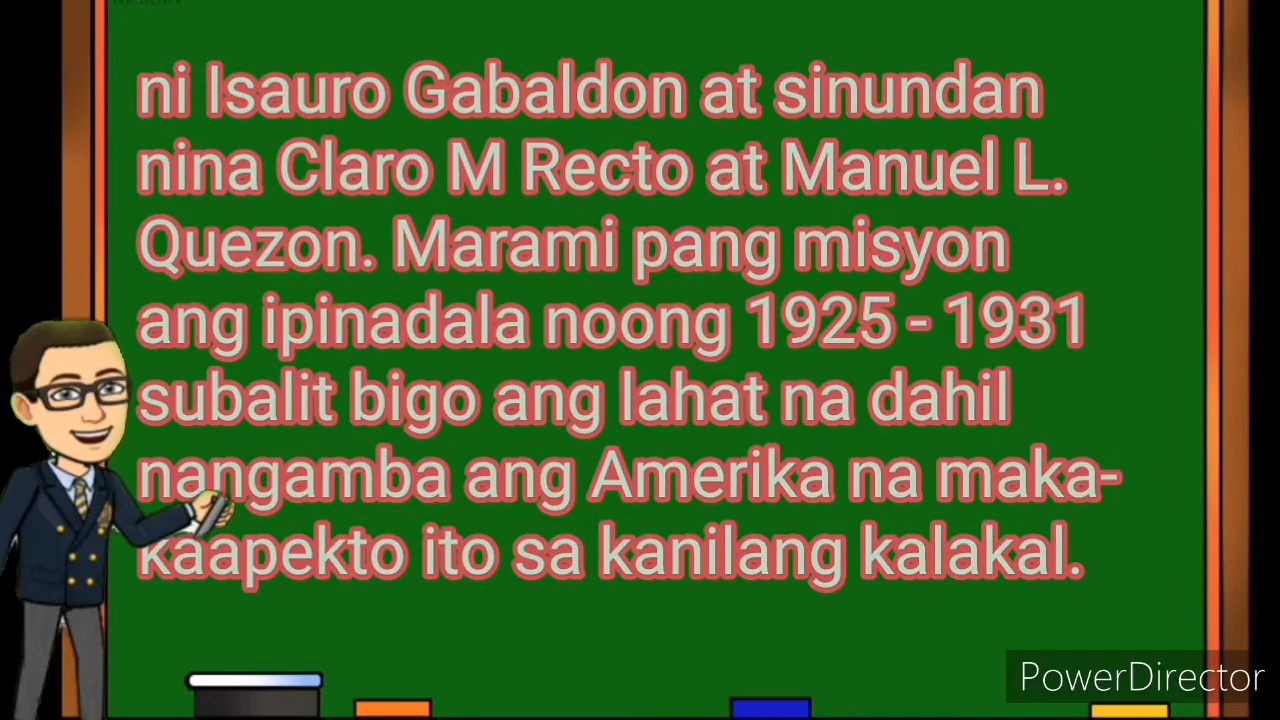 ni Isauro Gabaldon at sinundan
nina Claro M Recto at Manuel L.
Quezon. Marami pang misyon
ang ipinadala noong 1925 - 1931
subalit bigo ang lahat na dahil
nangamba ang Amerika na maka-
kaapekto ito sa kanilang kalakal.
PowerDirector